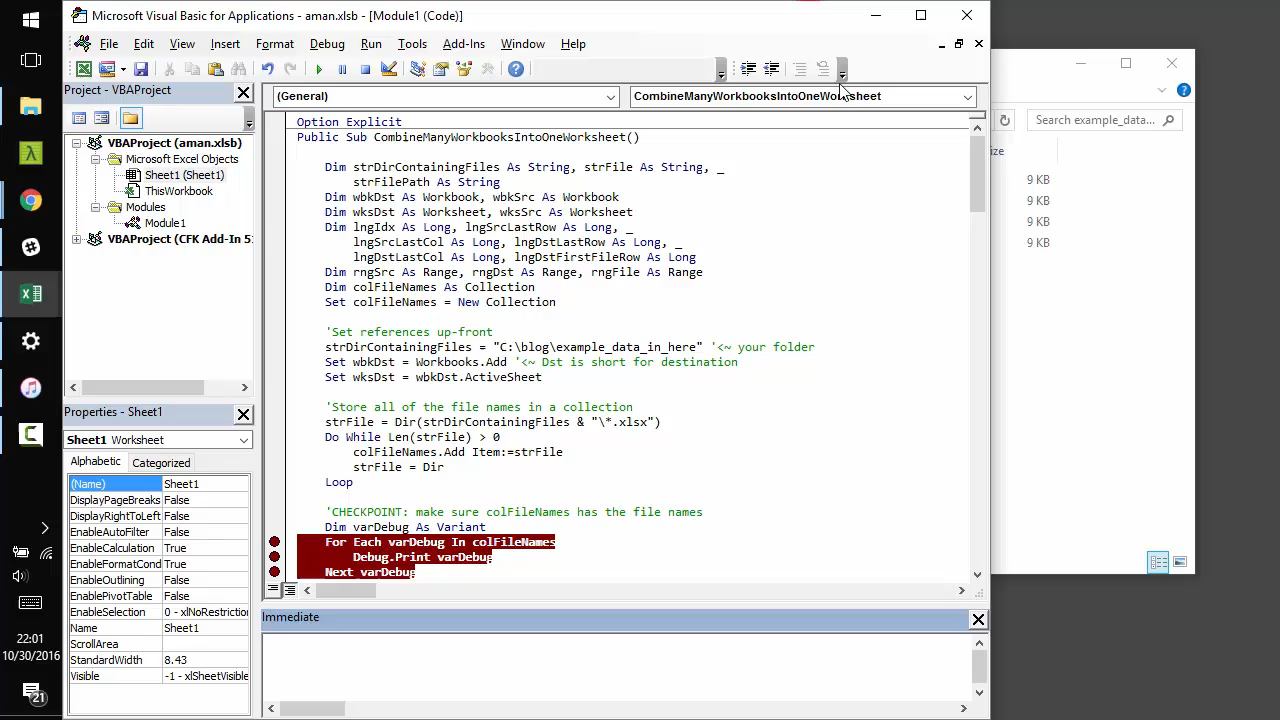 Microsoft Visual Basic for Applications - aman.xlsb - [Module1 (Code)]
File Edit View Insert Format Debug Run Tools Add-Ins Window Help
Project - VBAProject
(General)
CombineManyWorkbooksIntoOneWorksheet
VBAProject (aman.xlsb)
Microsoft Excel Objects
Sheet1 (Sheet1)
ThisWorkbook
Modules
Module1
VBAProject (CFK Add-In 5
Properties - Sheet1
Sheet1 Worksheet
Alphabetic Categorized
(Name) Sheet1
DisplayPageBreaks False
DisplayRightToLeft False
EnableAutoFilter False
EnableCalculation True
EnableFormatCond True
EnableOutlining False
EnablePivotTable False
EnableSelection 0 - xlNoRestriction
Name Sheet1
ScrollArea
StandardWidth 8.43
Visible -1 - xlSheetVisible
Option Explicit
Public Sub CombineManyWorkbooksIntoOneWorksheet()
Dim strDirContainingFiles As String, strFile As String, _
strFilePath As String
Dim wbkDst As Workbook, wbkSrc As Workbook
Dim wksDst As Worksheet, wksSrc As Worksheet
Dim lngIdx As Long, lngSrcLastRow As Long, _
lngSrcLastCol As Long, lngDstLastRow As Long, _
lngDstLastCol As Long, lngDstFirstFileRow As Long
Dim rngSrc As Range, rngDst As Range, rngFile As Range
Dim colFileNames As Collection
Set colFileNames = New Collection
'Set references up-front
strDirContainingFiles = "C:\blog\example_data_in_here" '<~ your folder
Set wbkDst = Workbooks.Add '<~ Dst is short for destination
Set wksDst = wbkDst.ActiveSheet
'Store all of the file names in a collection
strFile = Dir(strDirContainingFiles & "\*.xlsx")
Do While Len(strFile) > 0
colFileNames.Add Item:=strFile
strFile = Dir
Loop
'CHECKPOINT: make sure colFileNames has the file names
Dim varDebug As Variant
For Each varDebug In colFileNames
Debug.Print varDebug
Next varDebug
Immediate
Search example_data...
ize
9 KB
9 KB
9 KB
9 KB
22:01
10/30/2016
21